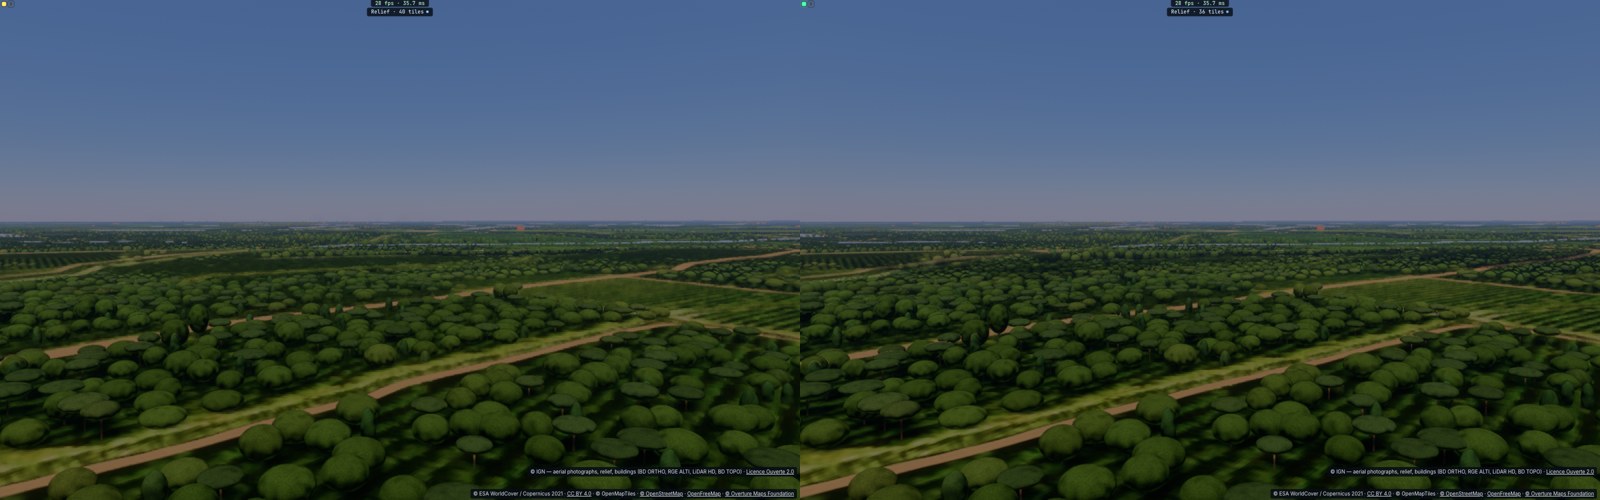 28 fps · 35.7 ms
Relief · 40 tiles
© IGN — aerial photographs, relief, buildings (BD ORTHO, RGE ALTI, LIDAR HD, BD TOPO) · Licence Ouverte 2.0
© ESA WorldCover / Copernicus 2021 · CC BY 4.0 · © OpenMapTiles · © OpenStreetMap · OpenFreeMap · © Overture Maps Foundation
28 fps · 35.7 ms
Relief · 36 tiles
© IGN — aerial photographs, relief, buildings (BD ORTHO, RGE ALTI, LIDAR HD, BD TOPO) · Licence Ouverte 2.0
© ESA WorldCover / Copernicus 2021 · CC BY 4.0 · © OpenMapTiles · © OpenStreetMap · OpenFreeMap · © Overture Maps Foundation